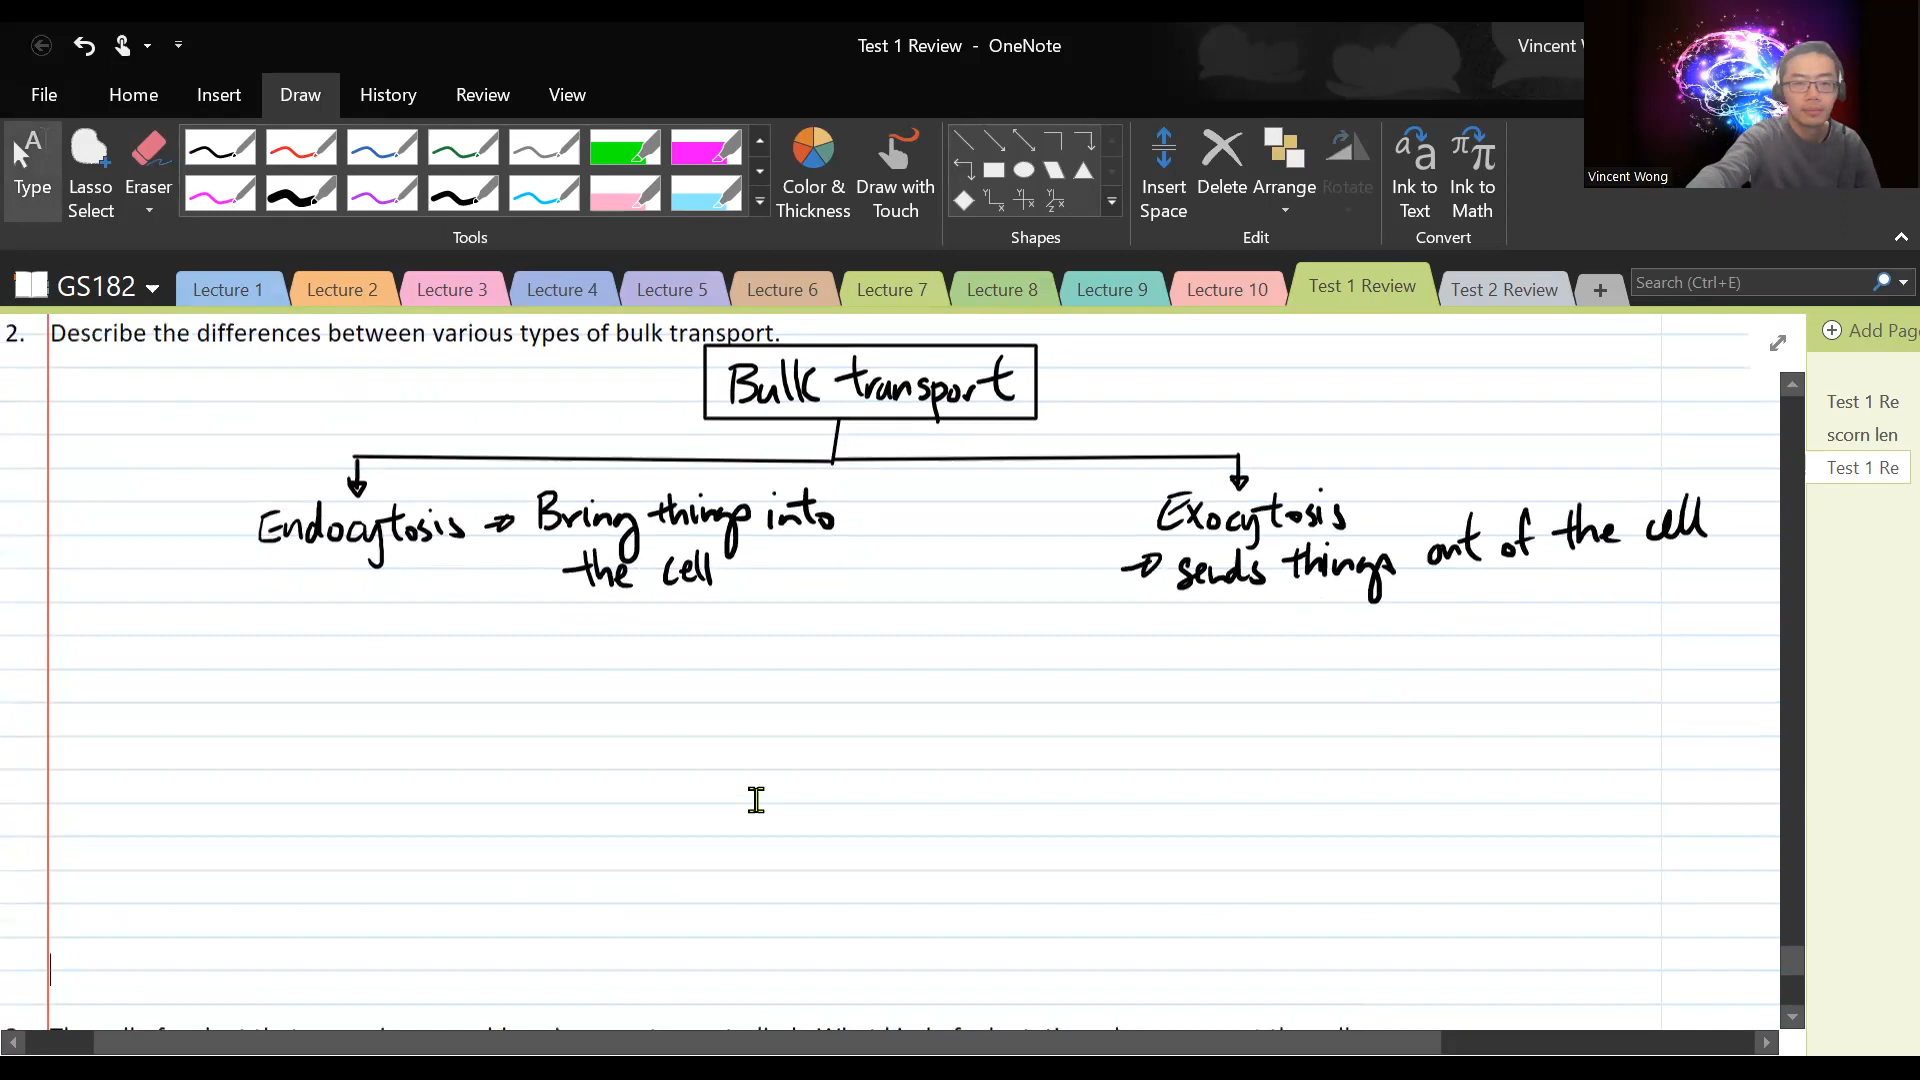 Test 1 Review - OneNote
Vincent W
File
Home
Insert
Draw
History
Review
View
Type
Lasso Select
Eraser
Color & Thickness
Draw with Touch
Insert Space
Delete
Arrange
Rotate
Ink to Text
Ink to Math
Tools
Shapes
Edit
Convert
Vincent Wong
GS182
Lecture 1
Lecture 2
Lecture 3
Lecture 4
Lecture 5
Lecture 6
Lecture 7
Lecture 8
Lecture 9
Lecture 10
Test 1 Review
Test 2 Review
Search (Ctrl+E)
Add Page
Test 1 Re
scorn len
Test 1 Re
2. Describe the differences between various types of bulk transport.
Bulk transport
Endocytosis → Bring things into
the cell
Exocytosis
→ sends things out of the cell